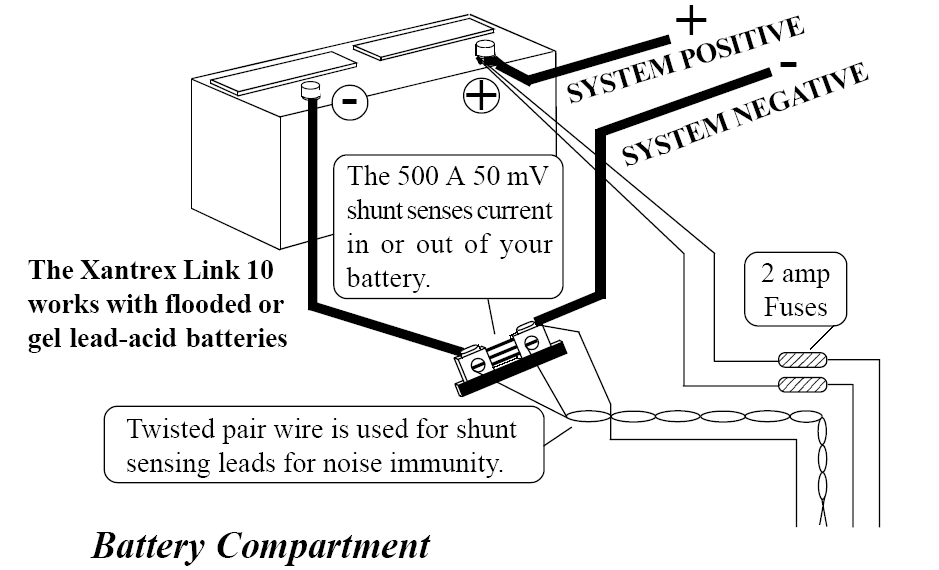 +
SYSTEM POSITIVE
-
SYSTEM NEGATIVE
-
+
The 500 A 50 mV
shunt senses current
in or out of your
battery.
The Xantrex Link 10
works with flooded or
gel lead-acid batteries
2 amp
Fuses
Twisted pair wire is used for shunt
sensing leads for noise immunity.
Battery Compartment